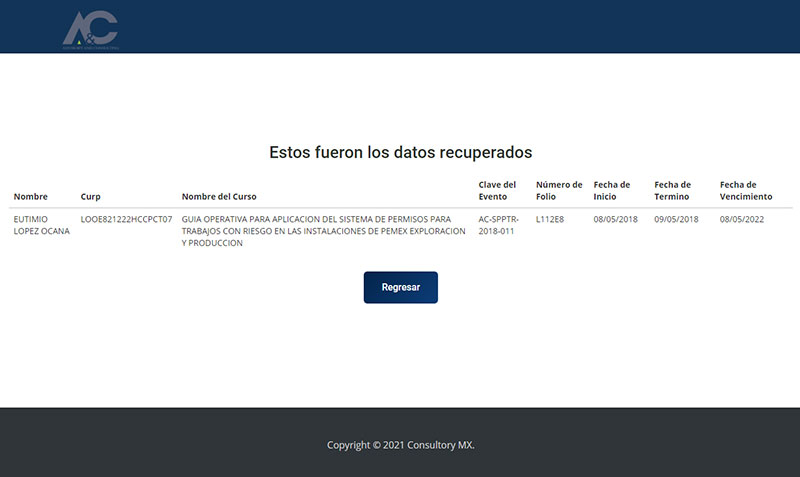 A&C
Estos fueron los datos recuperados
Nombre Curp Nombre del Curso Clave del Evento Número de Folio Fecha de Inicio Fecha de Termino Fecha de Vencimiento
EUTIMIO LOPEZ OCANA LOOE821222HCCPCT07 GUIA OPERATIVA PARA APLICACION DEL SISTEMA DE PERMISOS PARA TRABAJOS CON RIESGO EN LAS INSTALACIONES DE PEMEX EXPLORACION Y PRODUCCION AC-SPPTR-2018-011 L112E8 08/05/2018 09/05/2018 08/05/2022
Regresar
Copyright © 2021 Consultory MX.